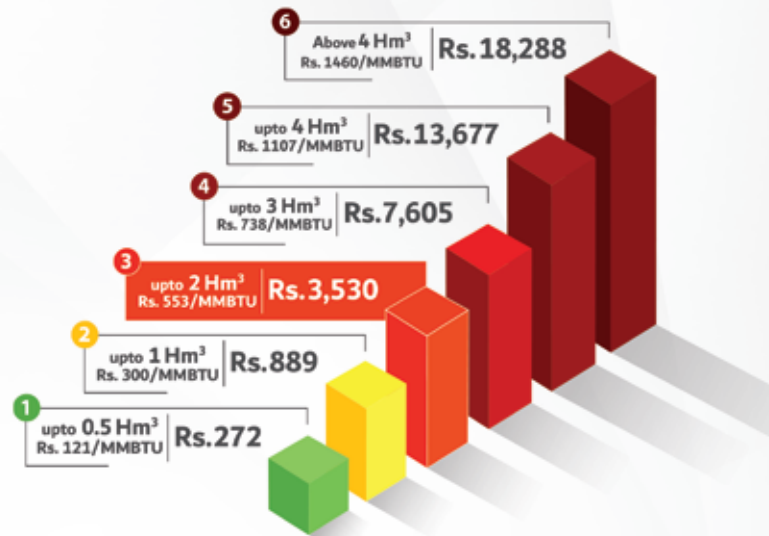 6
Above 4 Hm³
Rs. 1460/MMBTU
Rs. 18,288
5
upto 4 Hm³
Rs. 1107/MMBTU
Rs.13,677
4
upto 3 Hm³
Rs. 738/MMBTU
Rs.7,605
3
upto 2 Hm³
Rs. 553/MMBTU
Rs.3,530
2
upto 1 Hm³
Rs. 300/MMBTU
Rs.889
1
upto 0.5 Hm³
Rs. 121/MMBTU
Rs.272